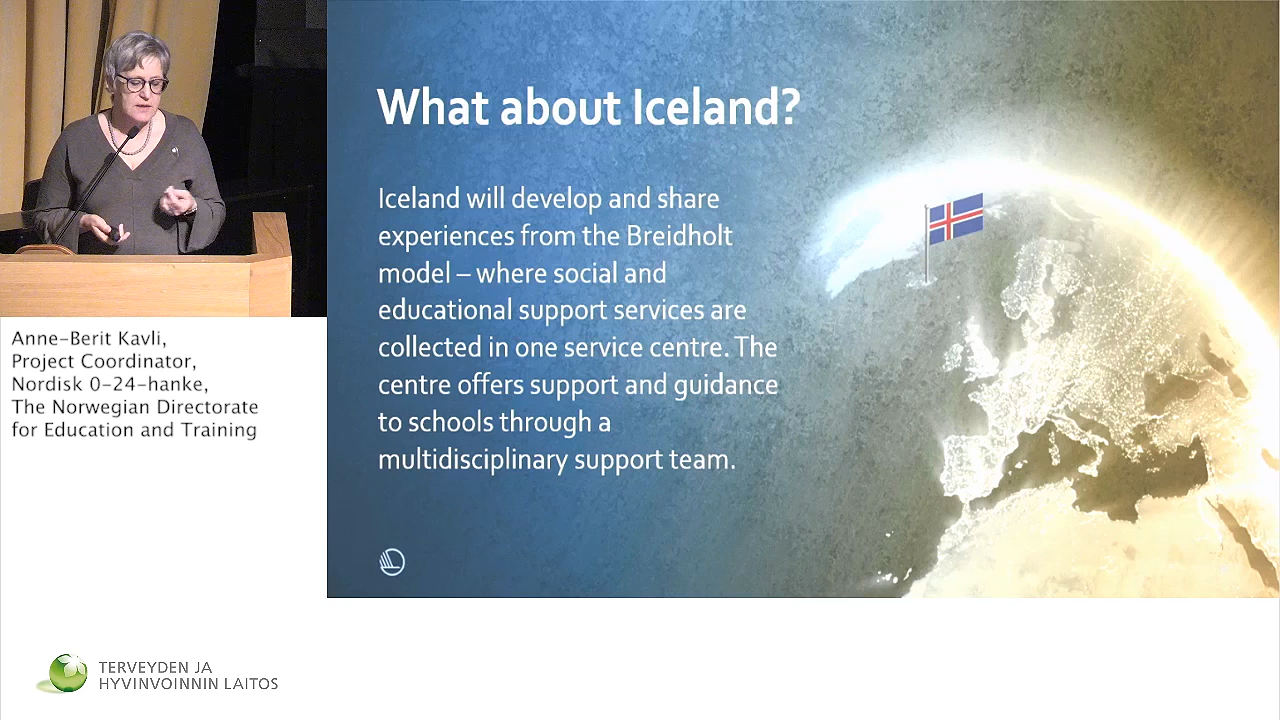 What about Iceland?
Iceland will develop and share
experiences from the Breidholt
model – where social and
educational support services are
collected in one service centre. The
centre offers support and guidance
to schools through a
multidisciplinary support team.
Anne-Berit Kavli,
Project Coordinator,
Nordisk 0-24-hanke,
The Norwegian Directorate
for Education and Training
TERVEYDEN JA
HYVINVOINNIN LAITOS